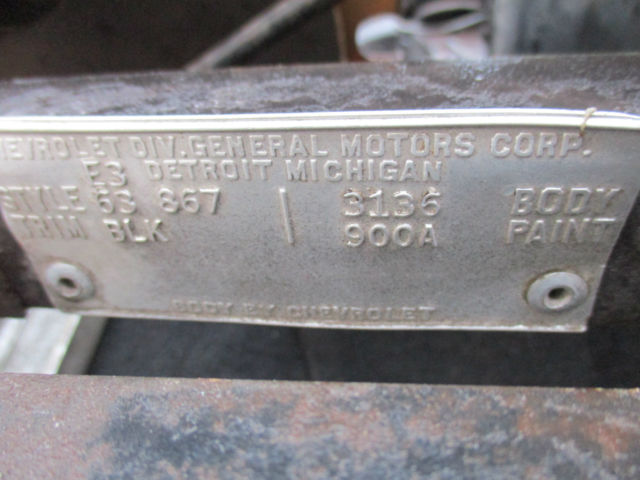 CHEVROLET DIV. GENERAL MOTORS CORP.
E3 DETROIT MICHIGAN
STYLE 63 867 | 3136 BODY
TRIM BLK | 900A PAINT
BODY BY CHEVROLET